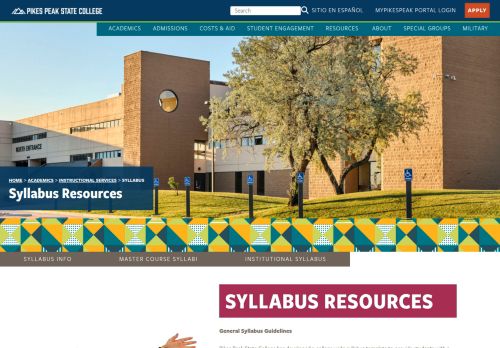 PIKES PEAK STATE COLLEGE
Search
SITIO EN ESPAÑOL
MYPIKESPEAK PORTAL LOGIN
APPLY
ACADEMICS ADMISSIONS COSTS & AID STUDENT ENGAGEMENT RESOURCES ABOUT SPECIAL GROUPS MILITARY
NORTH ENTRANCE
HOME > ACADEMICS > INSTRUCTIONAL SERVICES > SYLLABUS
Syllabus Resources
SYLLABUS INFO MASTER COURSE SYLLABI INSTITUTIONAL SYLLABUS
SYLLABUS RESOURCES
General Syllabus Guidelines